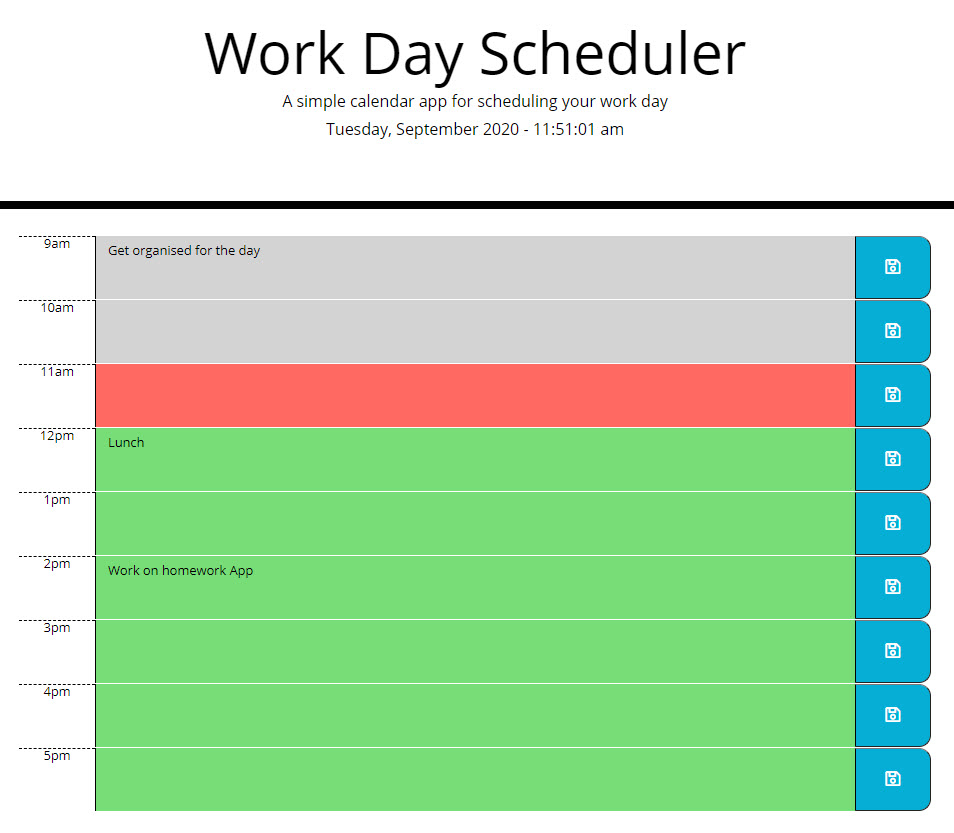 Work Day Scheduler
A simple calendar app for scheduling your work day
Tuesday, September 2020 - 11:51:01 am
9am
Get organised for the day
10am
11am
12pm
Lunch
1pm
2pm
Work on homework App
3pm
4pm
5pm